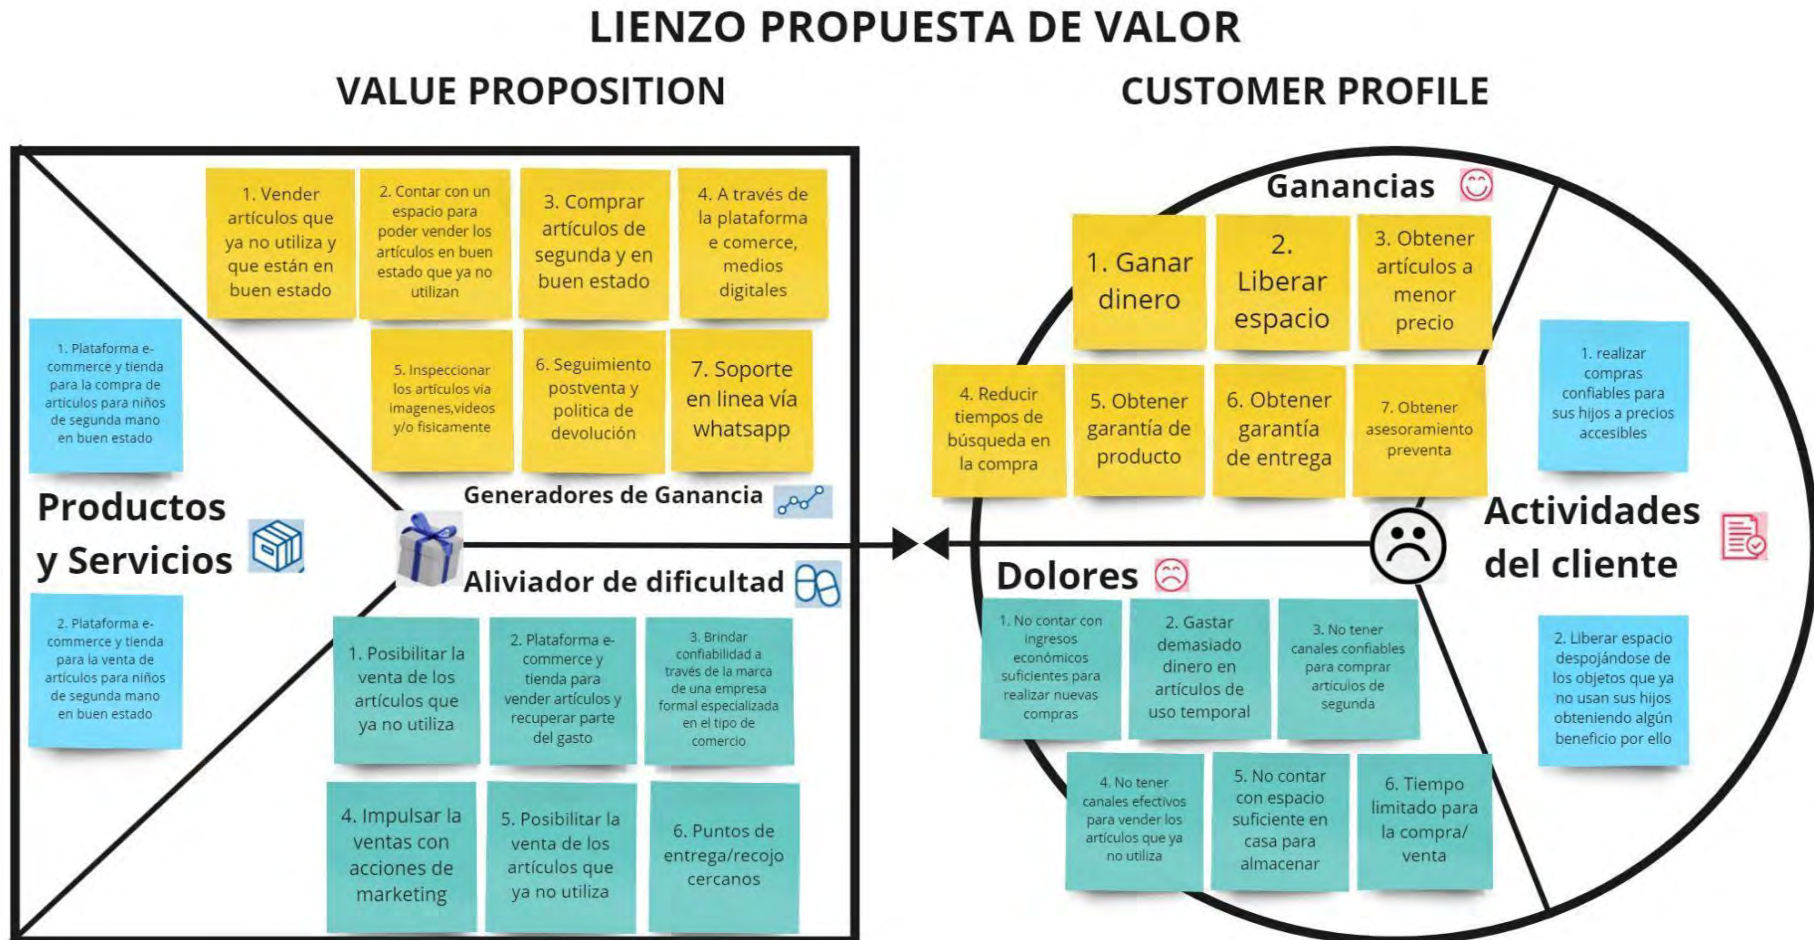 LIENZO PROPUESTA DE VALOR
VALUE PROPOSITION
CUSTOMER PROFILE
1. Vender
artículos que
ya no utiliza y
que están en
buen estado
2. Contar con un
espacio para
poder vender los
artículos en buen
estado que ya no
utilizan
3. Comprar
artículos de
segunda y en
buen estado
4. A través de
la plataforma
e comerce,
medios
digitales
5. Inspeccionar
los artículos via
imagenes,videos
y/o fisicamente
6. Seguimiento
postventa y
politica de
devolución
7. Soporte
en linea vía
whatsapp
Generadores de Ganancia
1. Plataforma e-
commerce y tienda
para la compra de
artículos para niños
de segunda mano
en buen estado
Productos
y Servicios
2. Plataforma e-
commerce y tienda
para la venta de
artículos para niños
de segunda mano
en buen estado
Aliviador de dificultad
1. Posibilitar la
venta de los
artículos que
ya no utiliza
2. Plataforma e-
commerce y
tienda para
vender artículos y
recuperar parte
del gasto
3. Brindar
confiabilidad a
través de la marca
de una empresa
formal especializada
en el tipo de
comercio
4. Impulsar la
ventas con
acciones de
marketing
5. Posibilitar la
venta de los
artículos que
ya no utiliza
6. Puntos de
entrega/recojo
cercanos
Ganancias
1. Ganar
dinero
2.
Liberar
espacio
3. Obtener
artículos a
menor
precio
4. Reducir
tiempos de
búsqueda en
la compra
5. Obtener
garantía de
producto
6. Obtener
garantía
de entrega
7. Obtener
asesoramiento
preventa
Dolores
1. No contar con
ingresos
económicos
suficientes para
realizar nuevas
compras
2. Gastar
demasiado
dinero en
artículos de
uso temporal
3. No tener
canales confiables
para comprar
artículos de
segunda
4. No tener
canales efectivos
para vender los
artículos que ya
no utiliza
5. No contar
con espacio
suficiente en
casa para
almacenar
6. Tiempo
limitado para
la compra/
venta
1. realizar
compras
confiables para
sus hijos a precios
accesibles
Actividades
del cliente
2. Liberar espacio
despojándose de
los objetos que ya
no usan sus hijos
obteniendo algún
beneficio por ello